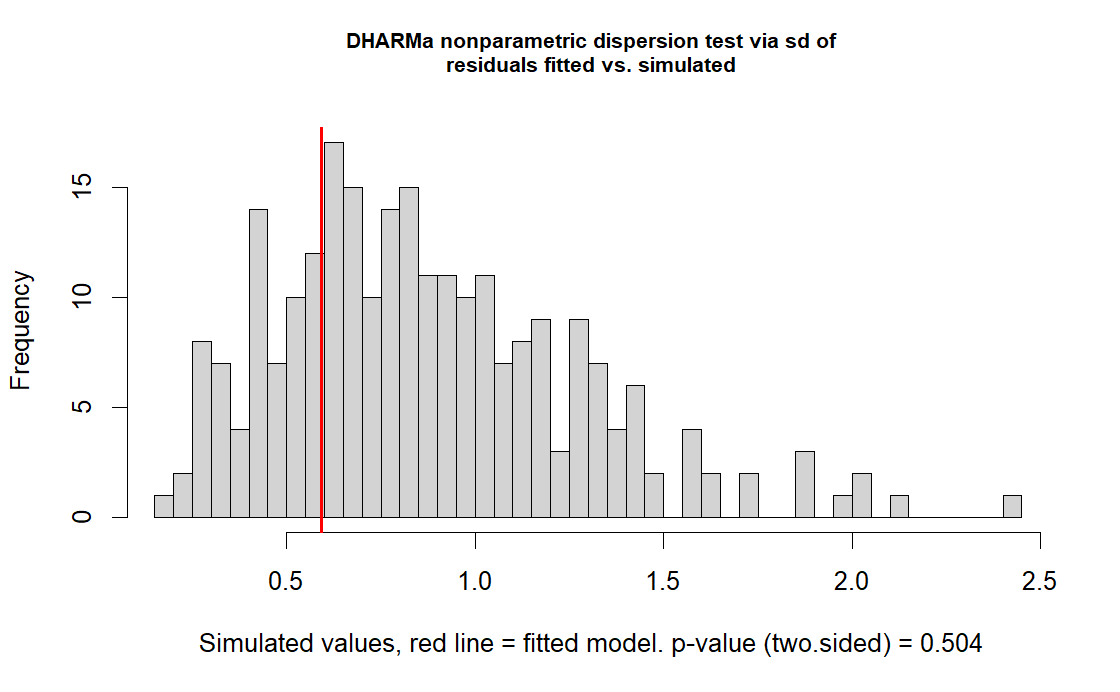 DHARMa nonparametric dispersion test via sd of
residuals fitted vs. simulated
Frequency
15
10
5
0
0.5 1.0 1.5 2.0 2.5
Simulated values, red line = fitted model. p-value (two.sided) = 0.504